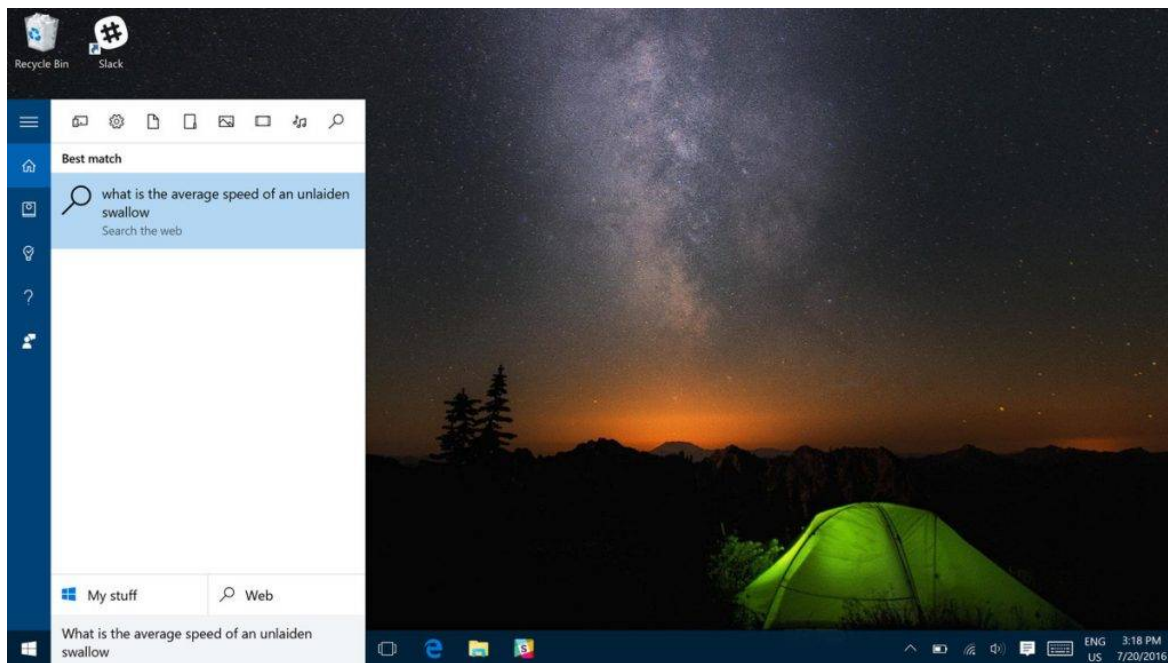 Recycle Bin
Slack
Best match
what is the average speed of an unlaiden
swallow
Search the web
My stuff
Web
What is the average speed of an unlaiden
swallow
ENG
US
3:18 PM
7/20/2016